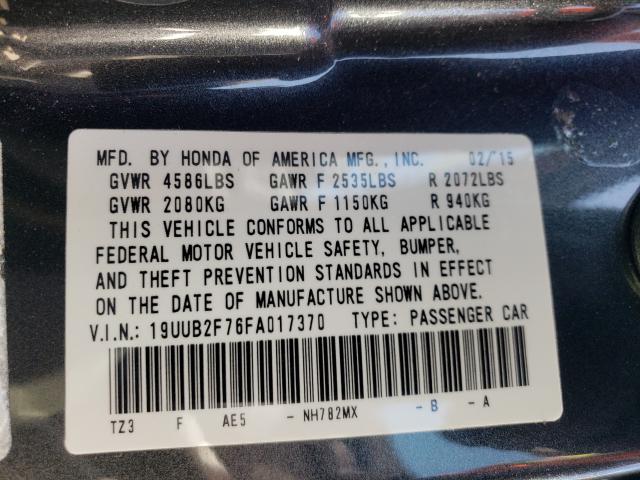 MFD. BY HONDA OF AMERICA MFG., INC. 02/15
GVWR 4586LBS GAWR F 2535LBS R 2072LBS
GVWR 2080KG GAWR F 1150KG R 940KG
THIS VEHICLE CONFORMS TO ALL APPLICABLE
FEDERAL MOTOR VEHICLE SAFETY, BUMPER,
AND THEFT PREVENTION STANDARDS IN EFFECT
ON THE DATE OF MANUFACTURE SHOWN ABOVE.
V.I.N.: 19UUB2F76FA017370 TYPE: PASSENGER CAR
TZ3 F AE5 - NH782MX - B - A